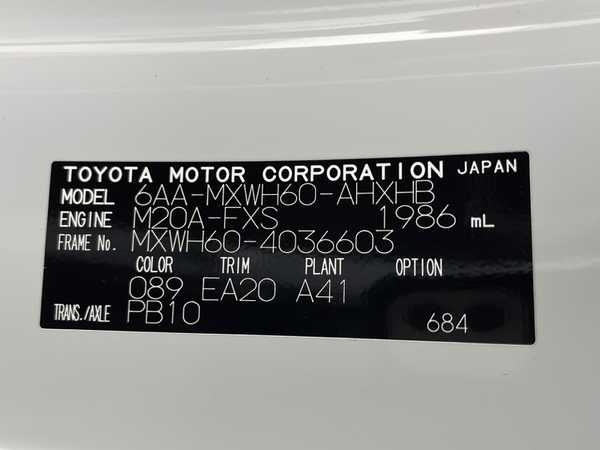 TOYOTA MOTOR CORPORATION JAPAN
MODEL 6AA-MXWH60-AHXHB
ENGINE M20A-FXS 1986 mL
FRAME No. MXWH60-4036603
COLOR TRIM PLANT OPTION
089 EA20 A41
TRANS./AXLE PB10
684